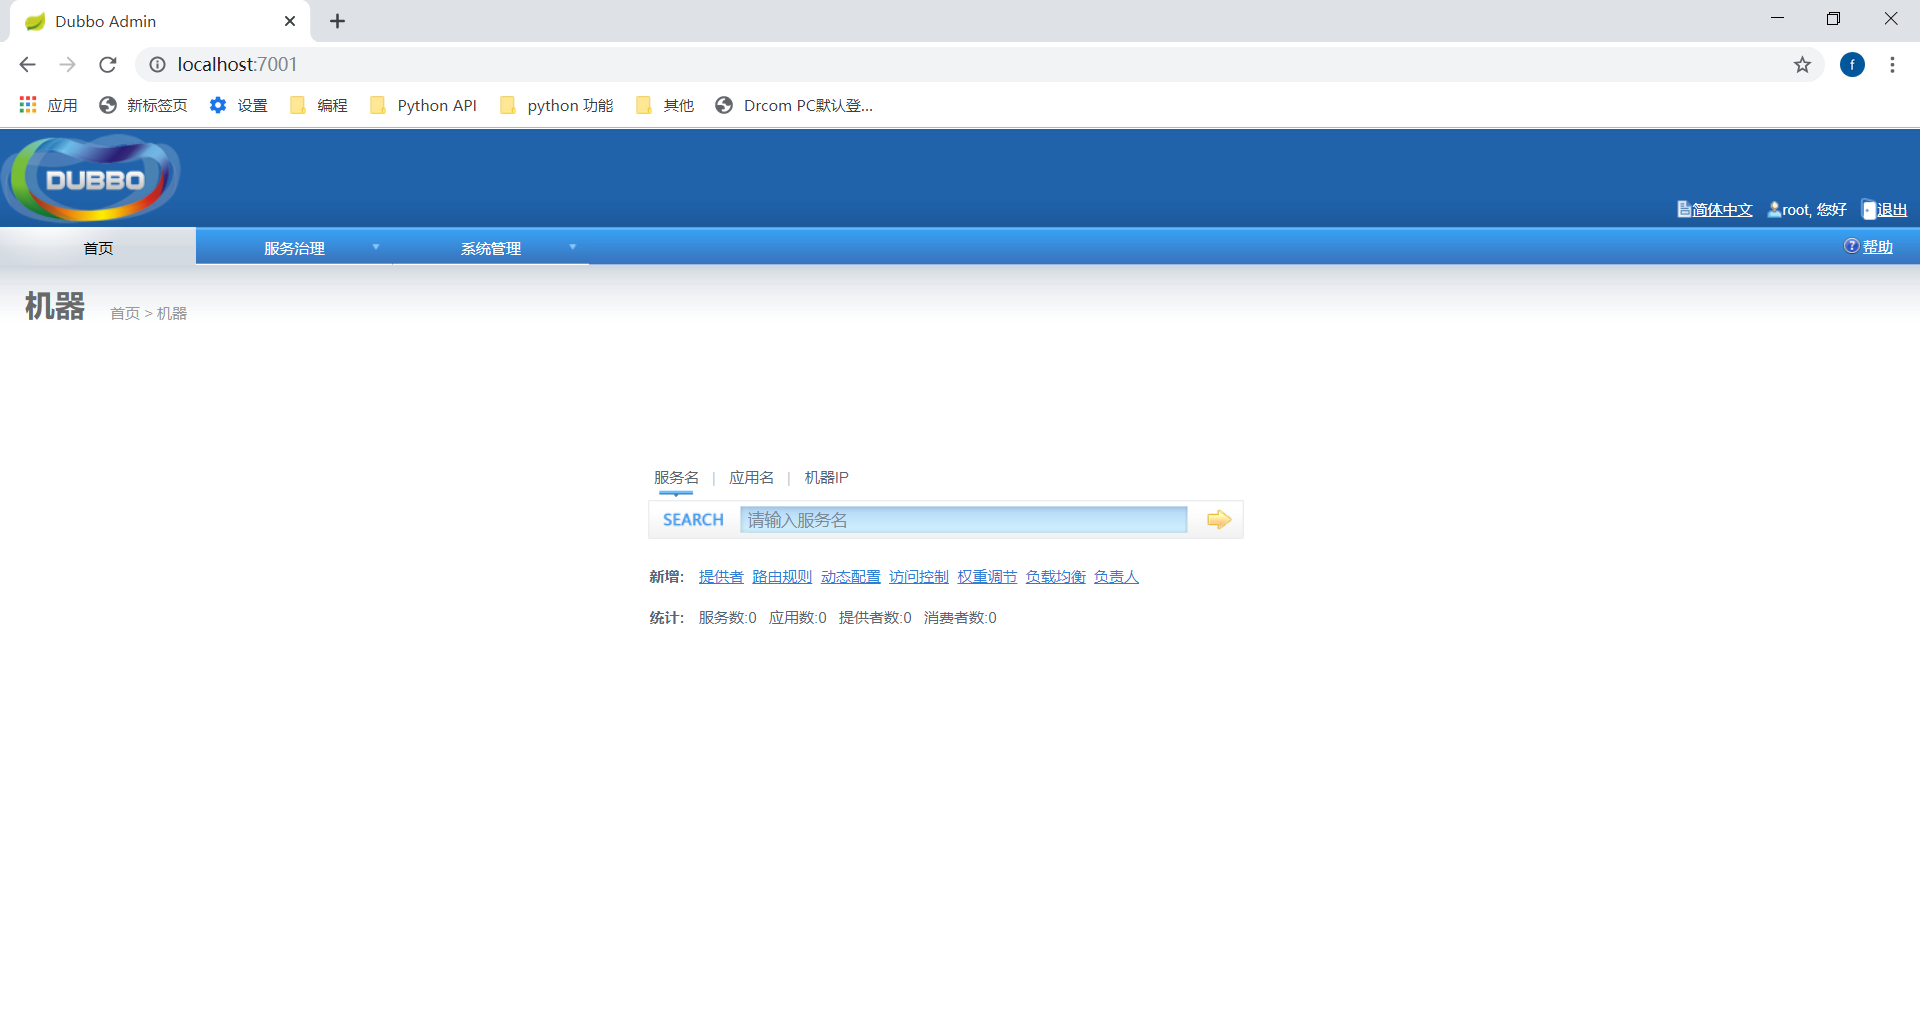 Dubbo Admin
localhost:7001
f
应用 新标签页 设置 编程 Python API python 功能 其他 Drcom PC默认登...
DUBBO
简体中文 root, 您好 退出
首页 服务治理 系统管理 帮助
机器 首页 > 机器
服务名 | 应用名 | 机器IP
SEARCH 请输入服务名
新增: 提供者 路由规则 动态配置 访问控制 权重调节 负载均衡 负责人
统计: 服务数:0 应用数:0 提供者数:0 消费者数:0